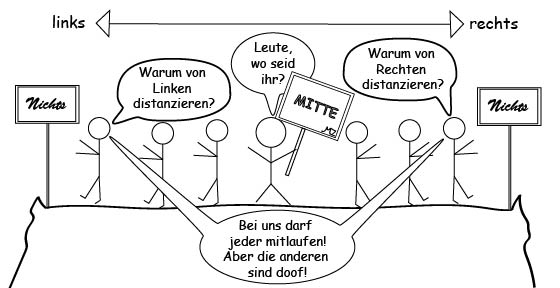 links
rechts
Leute,
wo seid
ihr?
Warum von
Linken
distanzieren?
Warum von
Rechten
distanzieren?
Nichts
MITTE
Nichts
Bei uns darf
jeder mitlaufen!
Aber die anderen
sind doof!